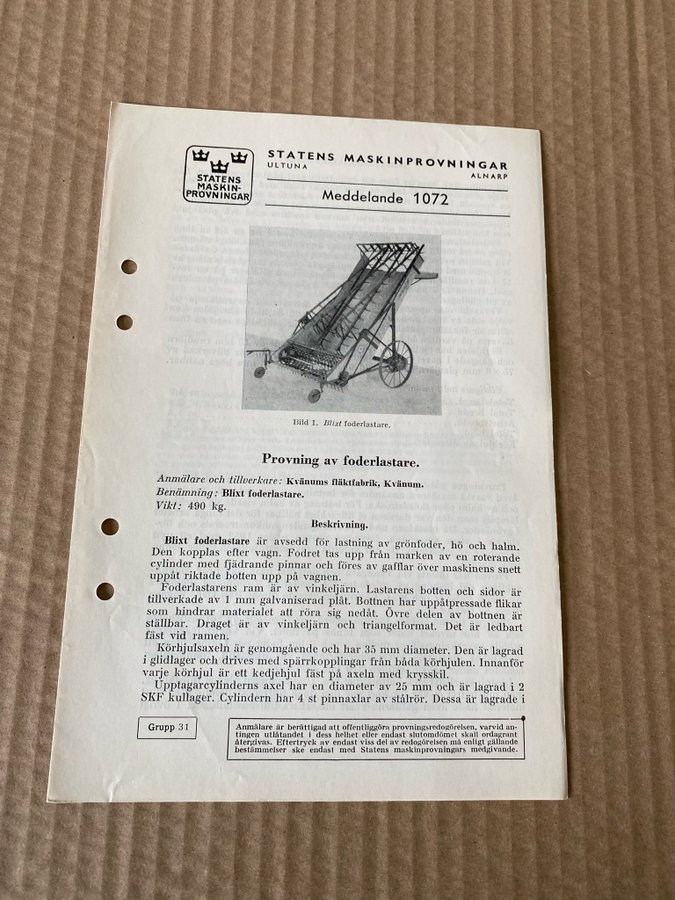 STATENS
MASKIN-
PROVNINGAR
STATENS MASKINPROVNINGAR
ULTUNA
ALNARP
Meddelande 1072
Bild 1. Blixt foderlastare.
Provning av foderlastare.
Anmälare och tillverkare: Kvänums fläktfabrik, Kvänum.
Benämning: Blixt foderlastare.
Vikt: 490 kg.
Beskrivning.
Blixt foderlastare är avsedd för lastning av grönfoder, hö och halm.
Den kopplas efter vagn. Fodret tas upp från marken av en roterande
cylinder med fjädrande pinnar och föres av gafflar över maskinens snett
uppåt riktade botten upp på vagnen.
Foderlastarens ram är av vinkeljärn. Lastarens botten och sidor är
tillverkade av 1 mm galvaniserad plåt. Bottnen har uppåtpressade flikar
som hindrar materialet att röra sig nedåt. Övre delen av bottnen är
ställbar. Draget är av vinkeljärn och triangelformat. Det är ledbart
fäst vid ramen.
Körhjulsaxeln är genomgående och har 35 mm diameter. Den är lagrad
i glidlager och drives med spärrkopplingar från båda körhjulen. Innanför
varje körhjul är ett kedjehjul fäst på axeln med krysskil.
Upptagarcylinderns axel har en diameter av 25 mm och är lagrad i 2
SKF kullager. Cylindern har 4 st pinnaxlar av stålrör. Dessa är lagrade i
Grupp 31
Anmälare är berättigad att offentliggöra provningsredogörelsen, varvid an-
tingen utlåtandet i dess helhet eller endast slutomdömet skall ordagrant
återgivas. Eftertryck av endast viss del av redogörelsen må enligt gällande
bestämmelser ske endast med Statens maskinprovningars medgivande.